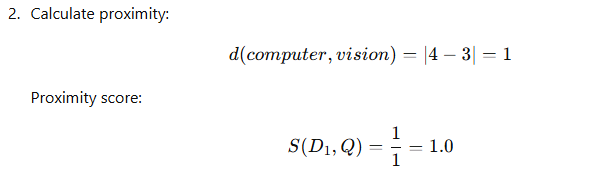 2. Calculate proximity:
d(computer, vision) = |4 − 3| = 1
Proximity score:
S(D₁, Q) = 1/1 = 1.0